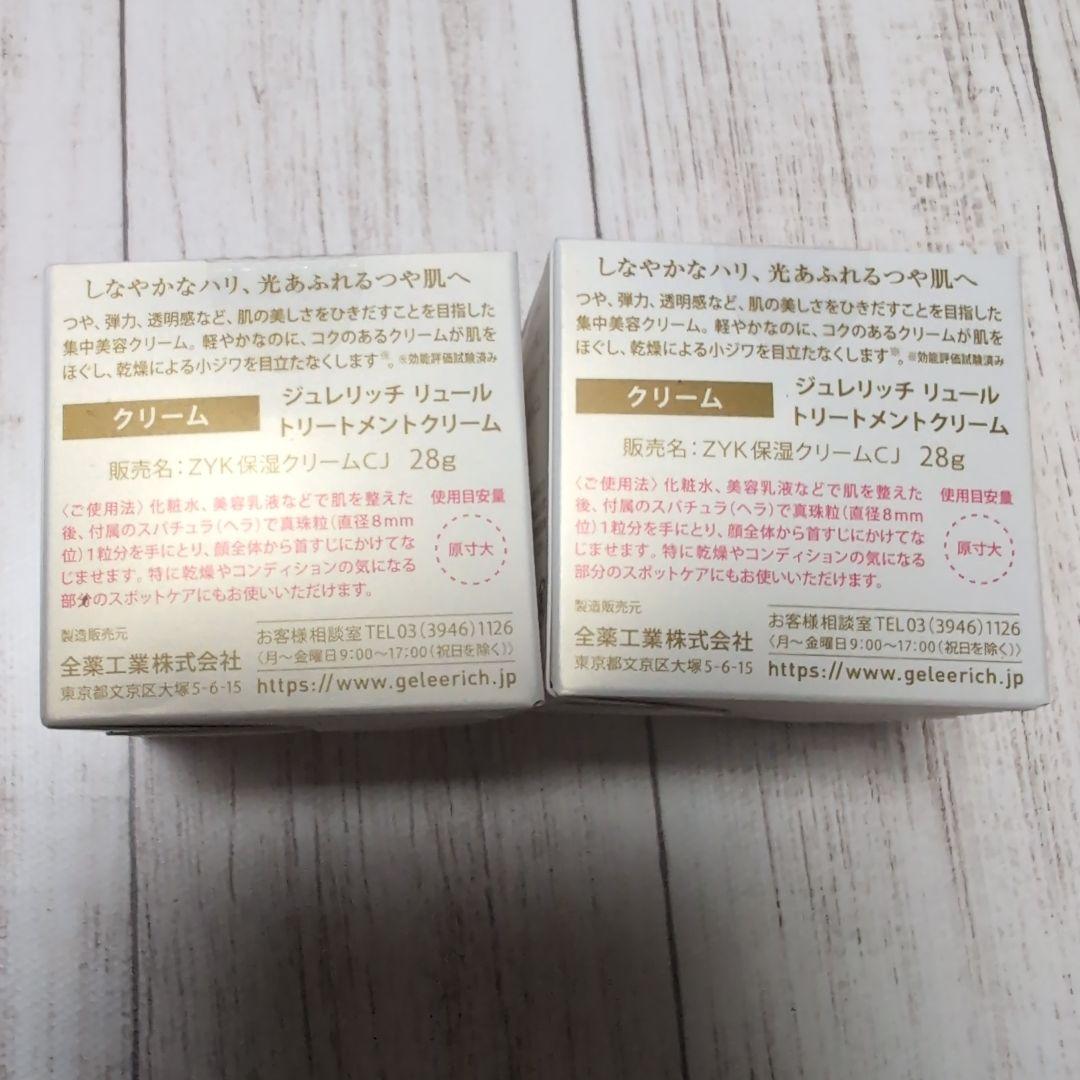 しなやかなハリ、光あふれるつや肌へ
つや、弾力、透明感など、肌の美しさをひきだすことを目指した
集中美容クリーム。軽やかなのに、コクのあるクリームが肌を
ほぐし、乾燥による小ジワを目立たなくします※。※効能評価試験済み
クリーム
ジュレリッチ リュール
トリートメントクリーム
販売名：ZYK保湿クリームCJ 28g
〈ご使用法〉化粧水、美容乳液などで肌を整えた
後、付属のスパチュラ(ヘラ)で真珠粒(直径8mm
位)1粒分を手にとり、顔全体から首すじにかけてな
じませます。特に乾燥やコンディションの気になる
部分のスポットケアにもお使いいただけます。
使用目安量
原寸大
製造販売元
全薬工業株式会社
東京都文京区大塚5-6-15
お客様相談室TEL03(3946)1126
〈月〜金曜日9:00〜17:00(祝日を除く)〉
https://www.geleerich.jp
しなやかなハリ、光あふれるつや肌へ
つや、弾力、透明感など、肌の美しさをひきだすことを目指した
集中美容クリーム。軽やかなのに、コクのあるクリームが肌を
ほぐし、乾燥による小ジワを目立たなくします※。※効能評価試験済み
クリーム
ジュレリッチ リュール
トリートメントクリーム
販売名：ZYK保湿クリームCJ 28g
〈ご使用法〉化粧水、美容乳液などで肌を整えた
後、付属のスパチュラ(ヘラ)で真珠粒(直径8mm
位)1粒分を手にとり、顔全体から首すじにかけてな
じませます。特に乾燥やコンディションの気になる
部分のスポットケアにもお使いいただけます。
使用目安量
原寸大
製造販売元
全薬工業株式会社
東京都文京区大塚5-6-15
お客様相談室TEL03(3946)1126
〈月〜金曜日9:00〜17:00(祝日を除く)〉
https://www.geleerich.jp